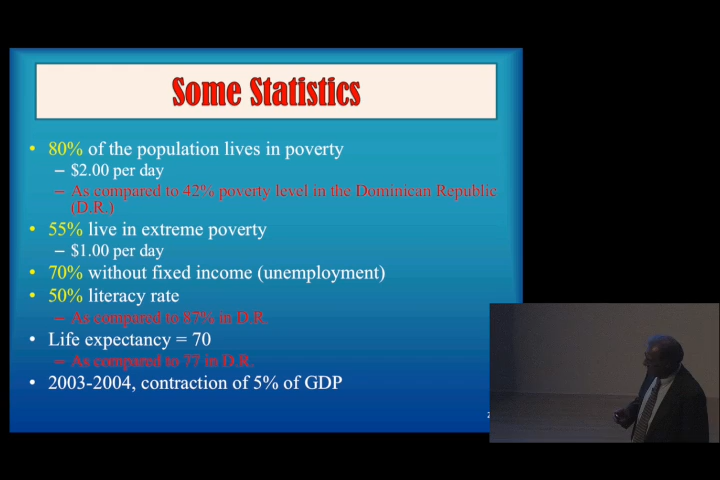 Some Statistics
• 80% of the population lives in poverty
– $2.00 per day
– As compared to 42% poverty level in the Dominican Republic
(D.R.)
• 55% live in extreme poverty
– $1.00 per day
• 70% without fixed income (unemployment)
• 50% literacy rate
– As compared to 87% in D.R.
• Life expectancy = 70
– As compared to 77 in D.R.
• 2003-2004, contraction of 5% of GDP